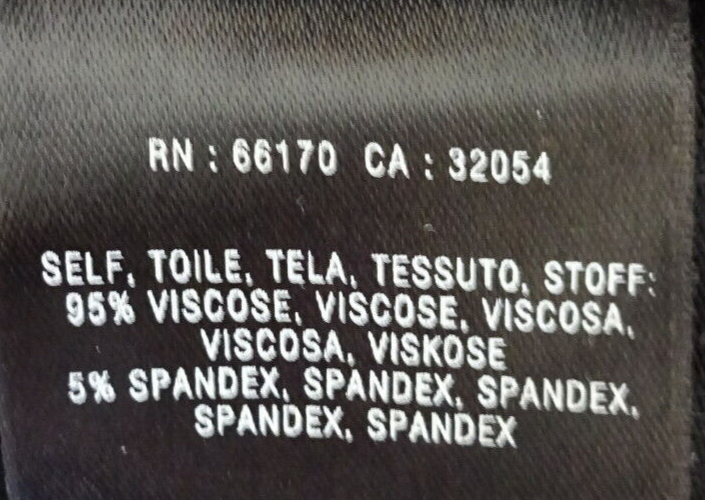 RN : 66170 CA : 32054
SELF, TOILE, TELA, TESSUTO, STOFF:
95% VISCOSE, VISCOSE, VISCOSA,
VISCOSA, VISKOSE
5% SPANDEX, SPANDEX, SPANDEX,
SPANDEX, SPANDEX